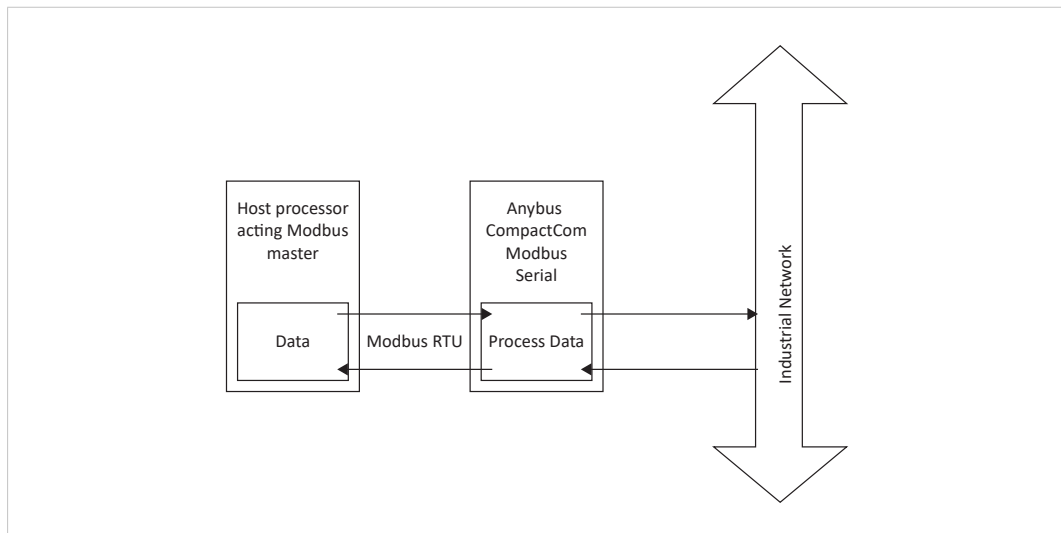 Host processor
acting Modbus
master
Data
Modbus RTU
Anybus
CompactCom
Modbus
Serial
Process Data
Industrial Network